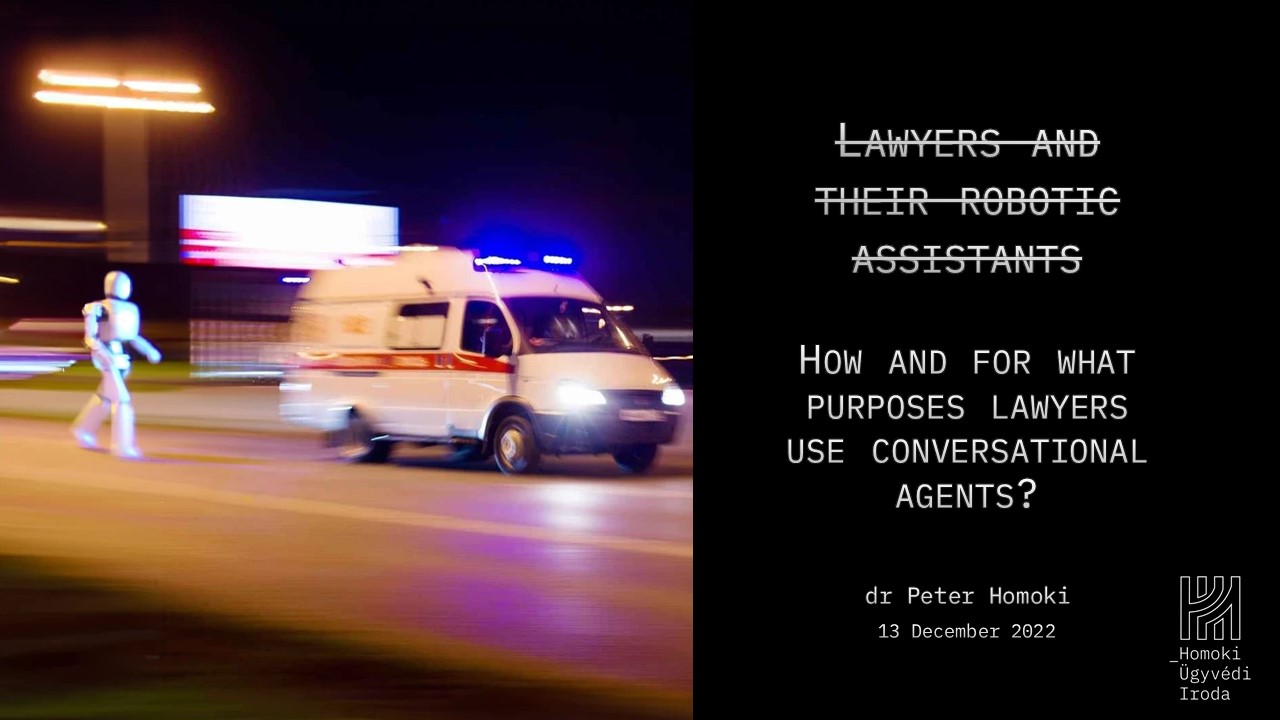 Lawyers and
their robotic
assistants
How and for what
purposes lawyers
use conversational
agents?
dr Peter Homoki
13 December 2022
_Homoki
Ügyvédi
Iroda